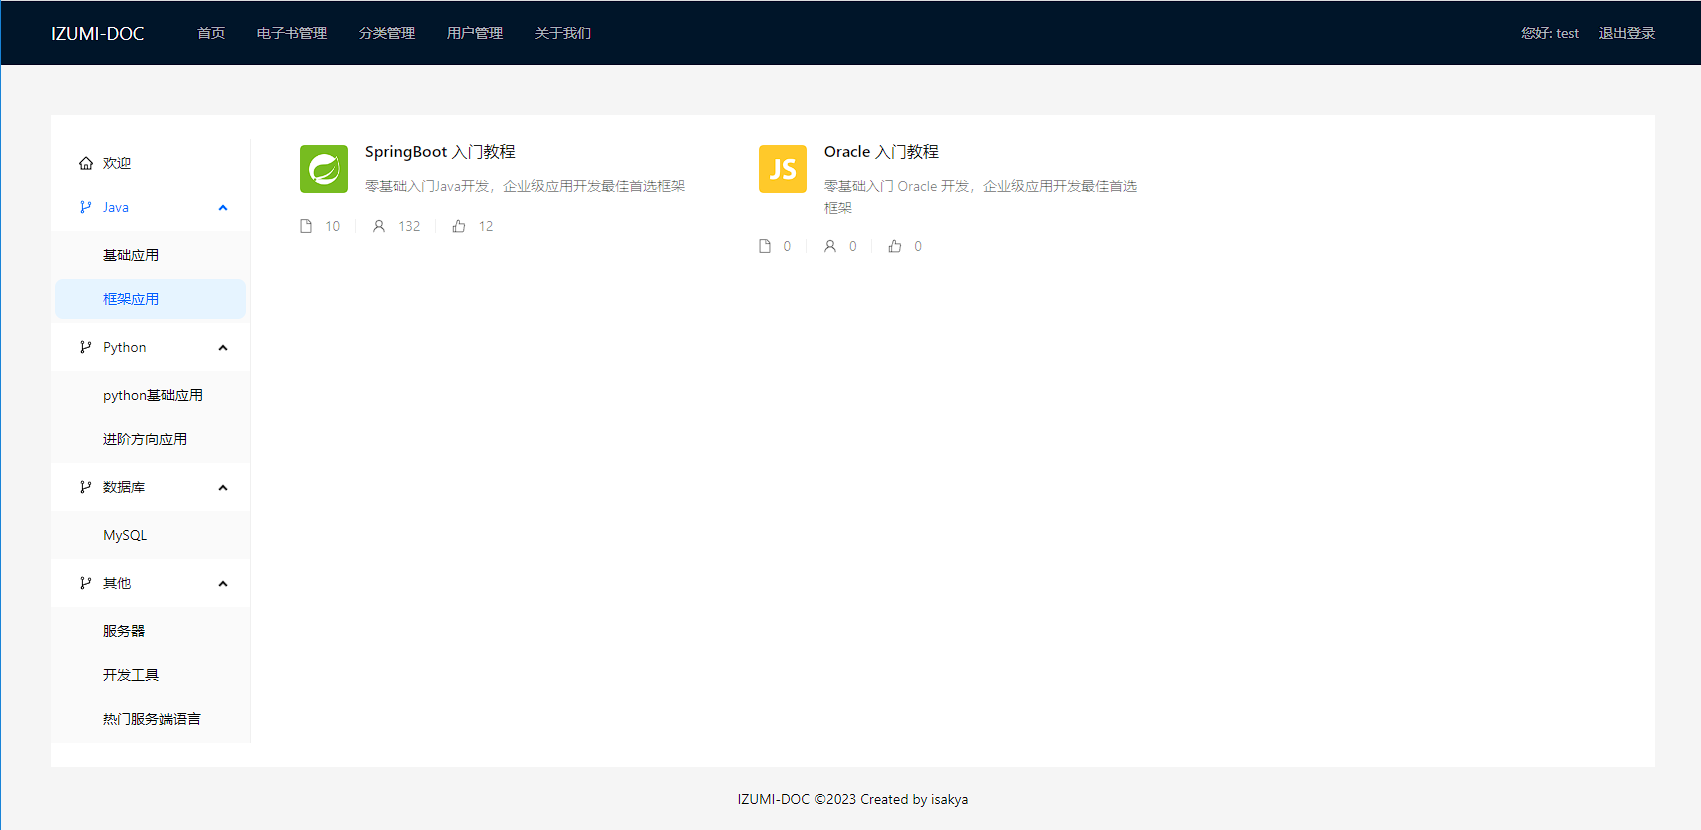 IZUMI-DOC 首页 电子书管理 分类管理 用户管理 关于我们 您好: test 退出登录
欢迎
Java
基础应用
框架应用
Python
python基础应用
进阶方向应用
数据库
MySQL
其他
服务器
开发工具
热门服务端语言
SpringBoot 入门教程
零基础入门Java开发，企业级应用开发最佳首选框架
10 132 12
JS
Oracle 入门教程
零基础入门 Oracle 开发，企业级应用开发最佳首选
框架
0 0 0
IZUMI-DOC ©2023 Created by isakya